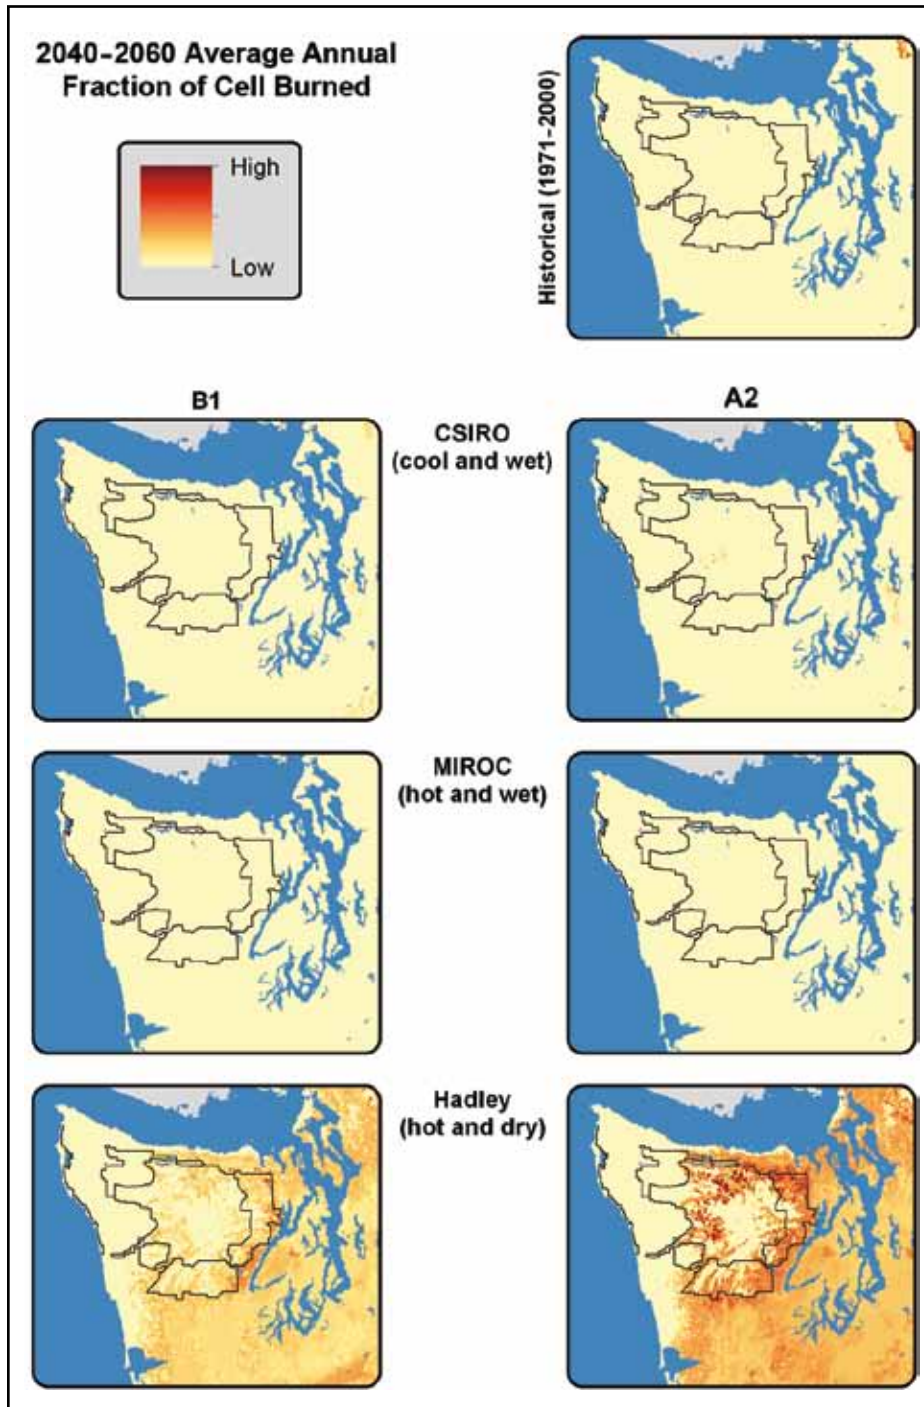 2040–2060 Average Annual
Fraction of Cell Burned
High
Low
Historical (1971–2000)
B1
A2
CSIRO
(cool and wet)
MIROC
(hot and wet)
Hadley
(hot and dry)